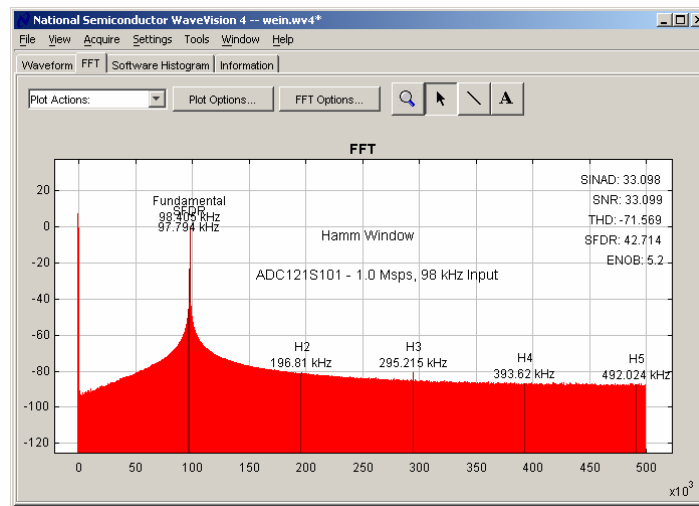 National Semiconductor WaveVision 4 -- wein.wv4*
File View Acquire Settings Tools Window Help
Waveform FFT Software Histogram Information
Plot Actions: Plot Options... FFT Options... A
FFT
SINAD: 33.098
SNR: 33.099
THD: -71.569
SFDR: 42.714
ENOB: 5.2
Fundamental
SFDR
98.405 kHz
97.794 kHz
Hamm Window
ADC121S101 - 1.0 Msps, 98 kHz Input
H2
196.81 kHz
H3
295.215 kHz
H4
393.62 kHz
H5
492.024 kHz
20
0
-20
-40
-60
-80
-100
-120
0 50 100 150 200 250 300 350 400 450 500
x10³